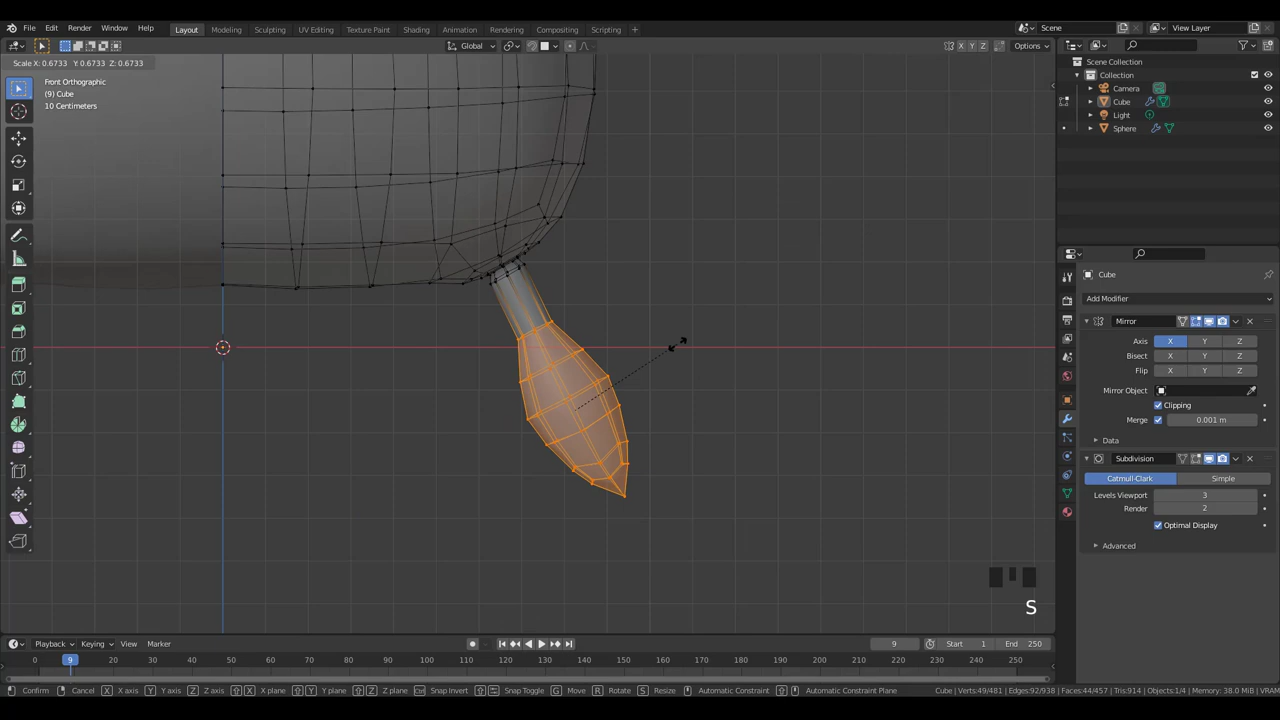 File Edit Render Window Help Layout Modeling Sculpting UV Editing Texture Paint Shading Animation Rendering Compositing Scripting + Scene View Layer
Global X Y Z Options
Scale X: 0.6733 Y: 0.6733 Z: 0.6733
Front Orthographic
(9) Cube
10 Centimeters
Scene Collection
Collection
Camera
Cube
Light
Sphere
Cube
Add Modifier
Mirror
Axis X Y Z
Bisect X Y Z
Flip X Y Z
Mirror Object
Clipping
Merge 0.001 m
Data
Subdivision
Catmull-Clark Simple
Levels Viewport 3
Render 2
Optimal Display
Advanced
S
Playback Keying View Marker 9 Start 1 End 250
0 9 20 30 40 50 60 70 80 90 100 110 120 130 140 150 160 170 180 190 200 210 220 230 240 250
Confirm Cancel X X axis Y Y axis Z Z axis X X plane Y Y plane Z Z plane Snap Invert Snap Toggle G Move R Rotate S Resize Automatic Constraint Automatic Constraint Plane Cube | Verts:49/481 | Edges:92/938 | Faces:44/457 | Tris:914 | Objects:1/4 | Memory: 38.0 MiB | VRAM